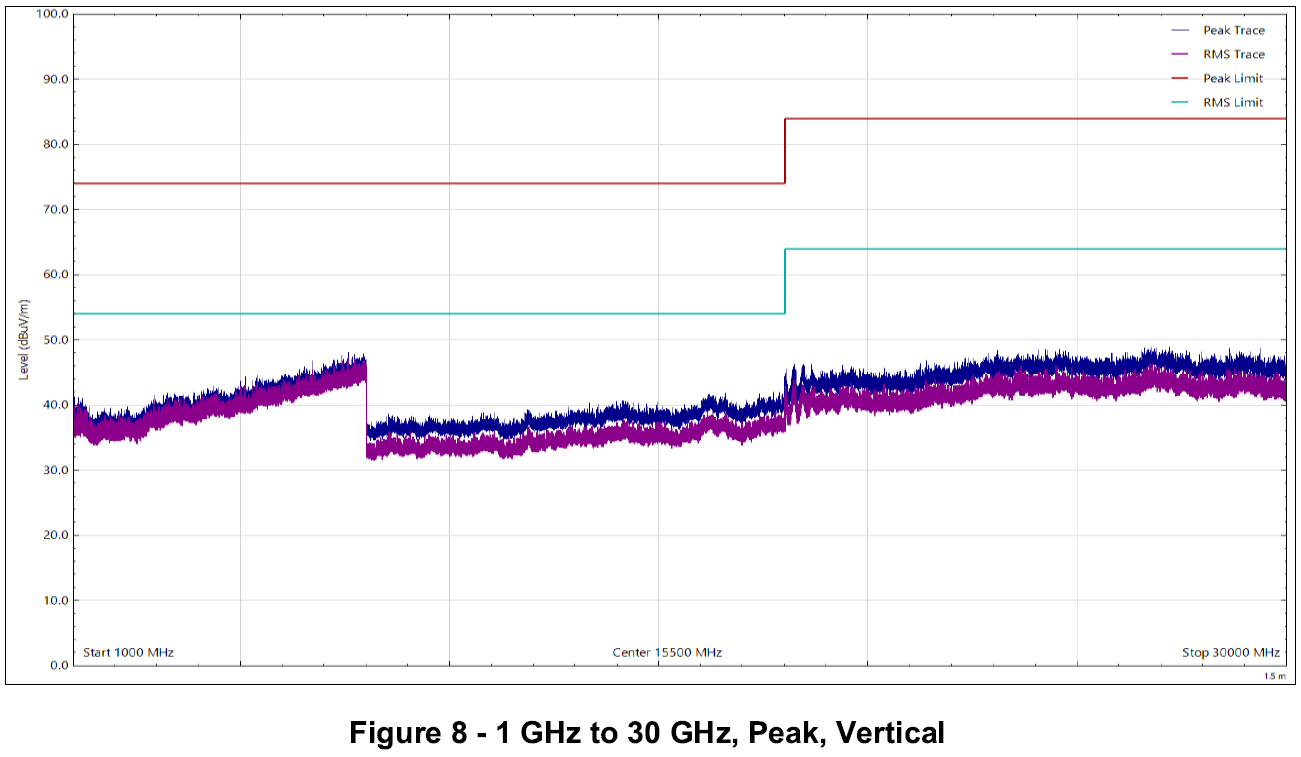 100.0
90.0
80.0
70.0
60.0
50.0
40.0
30.0
20.0
10.0
0.0
Level (dBuV/m)
Peak Trace
RMS Trace
Peak Limit
RMS Limit
Start 1000 MHz
Center 15500 MHz
Stop 30000 MHz
1.5 m
Figure 8 - 1 GHz to 30 GHz, Peak, Vertical